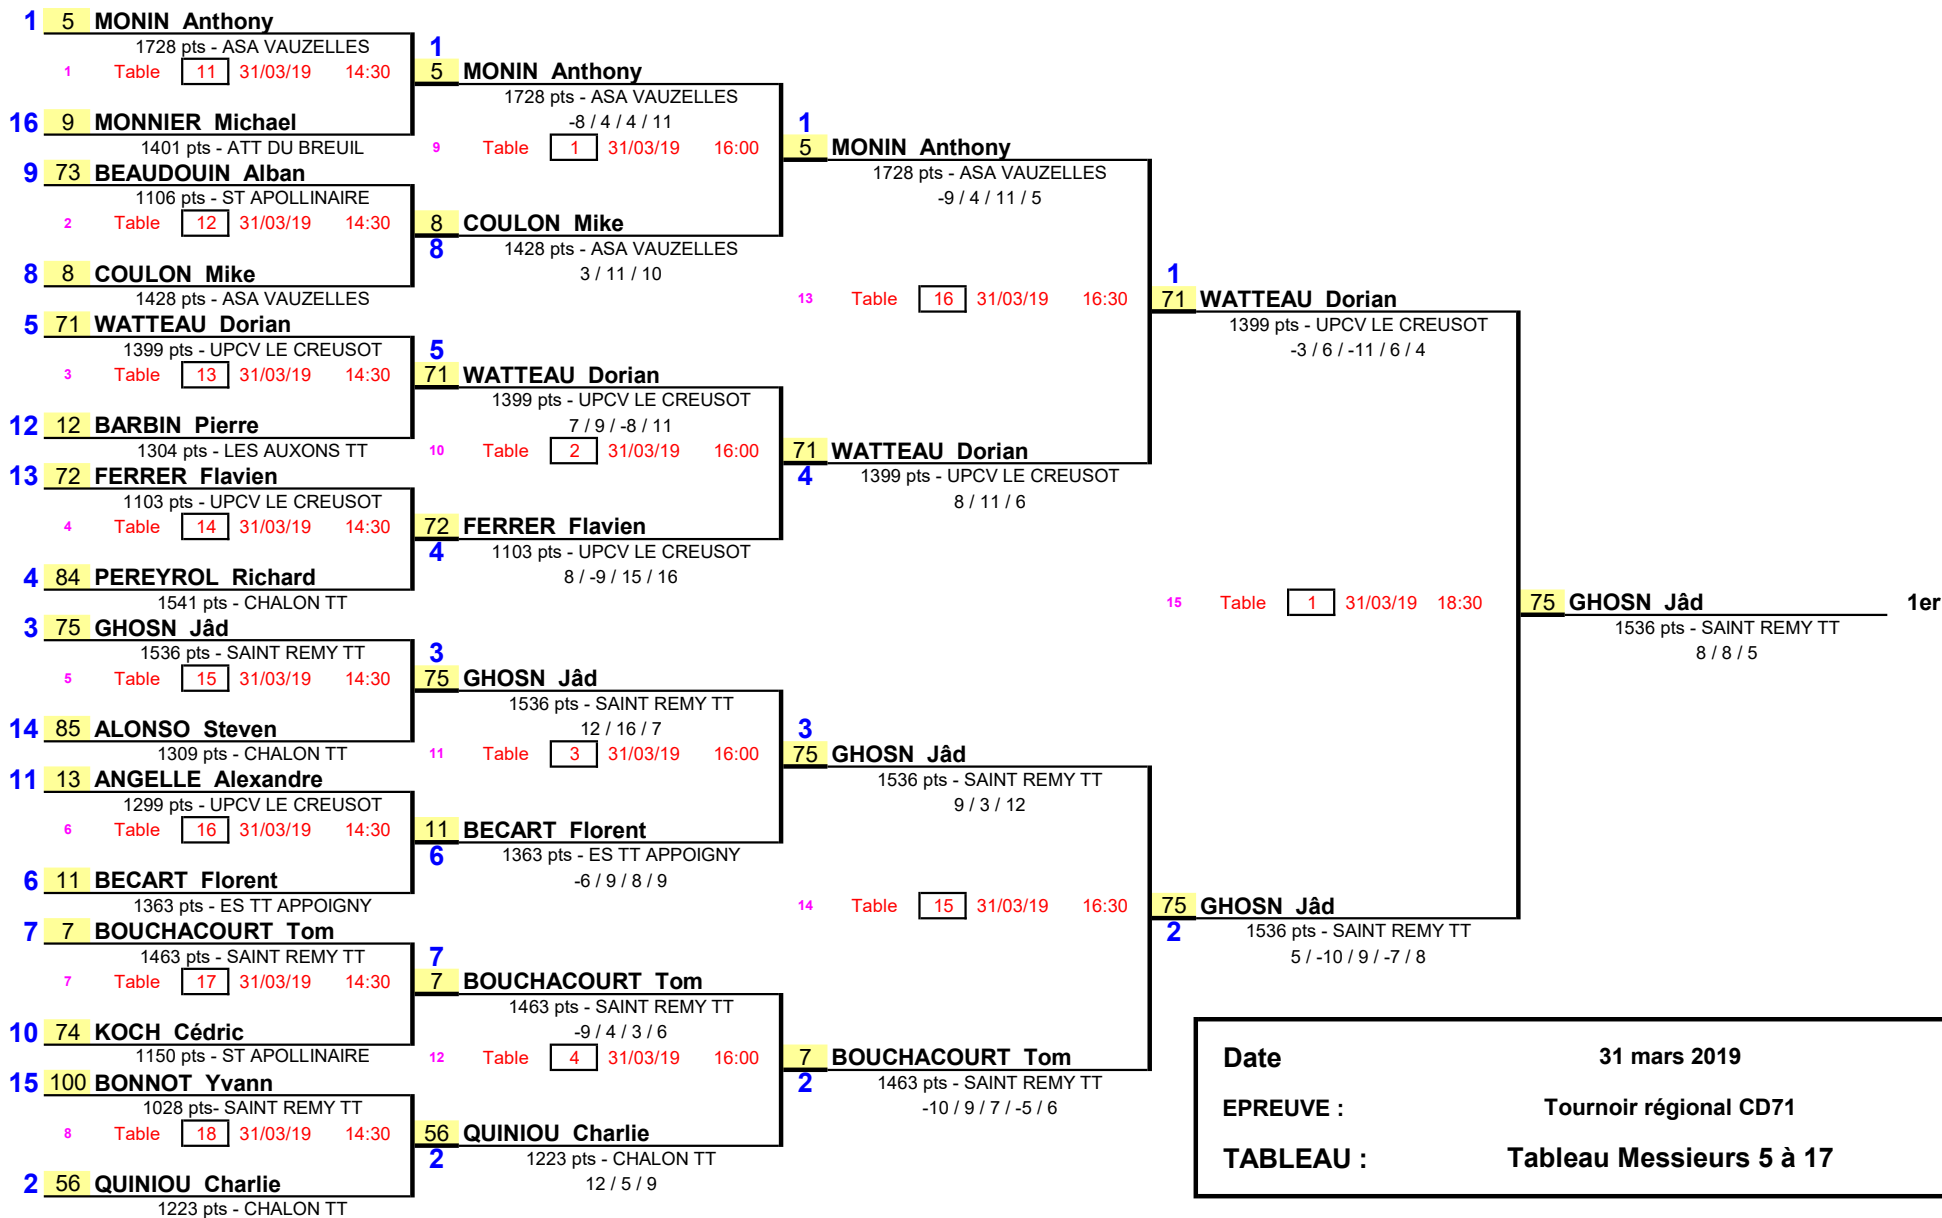 1 5 MONIN Anthony
1728 pts - ASA VAUZELLES
1 Table 11 31/03/19 14:30
16 9 MONNIER Michael
1401 pts - ATT DU BREUIL
9 73 BEAUDOUIN Alban
1106 pts - ST APOLLINAIRE
2 Table 12 31/03/19 14:30
8 8 COULON Mike
1428 pts - ASA VAUZELLES
5 71 WATTEAU Dorian
1399 pts - UPCV LE CREUSOT
3 Table 13 31/03/19 14:30
12 12 BARBIN Pierre
1304 pts - LES AUXONS TT
13 72 FERRER Flavien
1103 pts - UPCV LE CREUSOT
4 Table 14 31/03/19 14:30
4 84 PEREYROL Richard
1541 pts - CHALON TT
3 75 GHOSN Jâd
1536 pts - SAINT REMY TT
5 Table 15 31/03/19 14:30
14 85 ALONSO Steven
1309 pts - CHALON TT
11 13 ANGELLE Alexandre
1299 pts - UPCV LE CREUSOT
6 Table 16 31/03/19 14:30
6 11 BECART Florent
1363 pts - ES TT APPOIGNY
7 7 BOUCHACOURT Tom
1463 pts - SAINT REMY TT
7 Table 17 31/03/19 14:30
10 74 KOCH Cédric
1150 pts - ST APOLLINAIRE
15 100 BONNOT Yvann
1028 pts- SAINT REMY TT
8 Table 18 31/03/19 14:30
2 56 QUINIOU Charlie
1223 pts - CHALON TT
1
5 MONIN Anthony
1728 pts - ASA VAUZELLES
-8 / 4 / 4 / 11
9 Table 1 31/03/19 16:00
8 COULON Mike
8
1428 pts - ASA VAUZELLES
3 / 11 / 10
5
71 WATTEAU Dorian
1399 pts - UPCV LE CREUSOT
7 / 9 / -8 / 11
10 Table 2 31/03/19 16:00
72 FERRER Flavien
4
1103 pts - UPCV LE CREUSOT
8 / -9 / 15 / 16
3
75 GHOSN Jâd
1536 pts - SAINT REMY TT
12 / 16 / 7
11 Table 3 31/03/19 16:00
11 BECART Florent
6
1363 pts - ES TT APPOIGNY
-6 / 9 / 8 / 9
7
7 BOUCHACOURT Tom
1463 pts - SAINT REMY TT
-9 / 4 / 3 / 6
12 Table 4 31/03/19 16:00
56 QUINIOU Charlie
2
1223 pts - CHALON TT
12 / 5 / 9
1
5 MONIN Anthony
1728 pts - ASA VAUZELLES
-9 / 4 / 11 / 5
13 Table 16 31/03/19 16:30
71 WATTEAU Dorian
4
1399 pts - UPCV LE CREUSOT
8 / 11 / 6
3
75 GHOSN Jâd
1536 pts - SAINT REMY TT
9 / 3 / 12
14 Table 15 31/03/19 16:30
7 BOUCHACOURT Tom
2
1463 pts - SAINT REMY TT
-10 / 9 / 7 / -5 / 6
1
71 WATTEAU Dorian
1399 pts - UPCV LE CREUSOT
-3 / 6 / -11 / 6 / 4
15 Table 1 31/03/19 18:30
75 GHOSN Jâd
2
1536 pts - SAINT REMY TT
5 / -10 / 9 / -7 / 8
75 GHOSN Jâd 1er
1536 pts - SAINT REMY TT
8 / 8 / 5
Date 31 mars 2019
EPREUVE : Tournoir régional CD71
TABLEAU : Tableau Messieurs 5 à 17